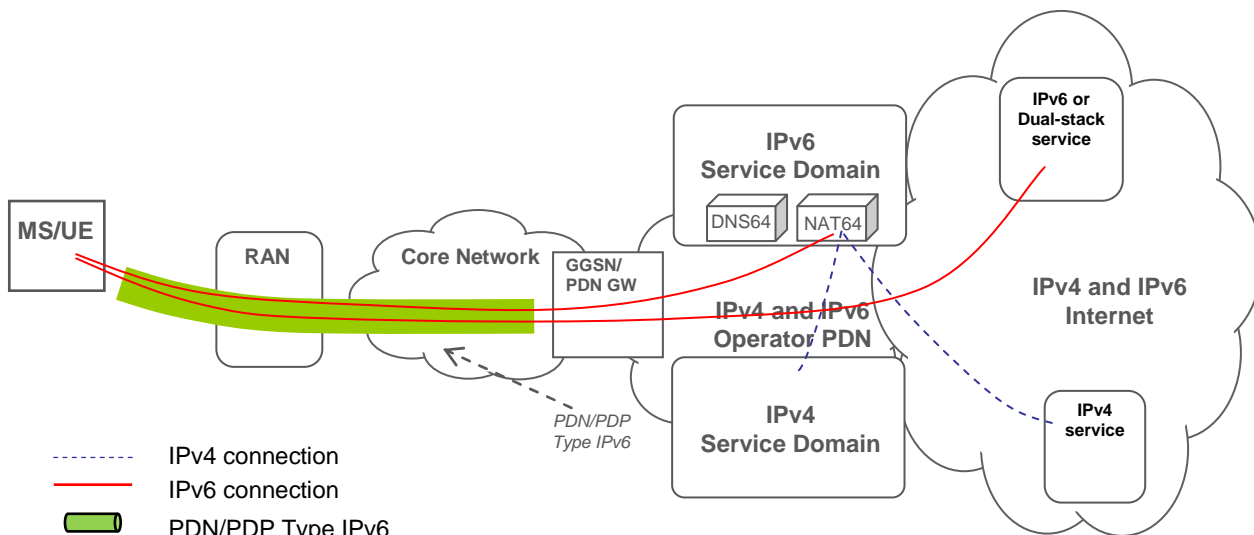 IPv6 or
Dual-stack
service
IPv6
Service Domain
DNS64
NAT64
MS/UE
RAN
Core Network
GGSN/
PDN GW
IPv4 and IPv6
Operator PDN
IPv4 and IPv6
Internet
PDN/PDP
Type IPv6
IPv4
Service Domain
IPv4
service
IPv4 connection
IPv6 connection
PDN/PDP Type IPv6